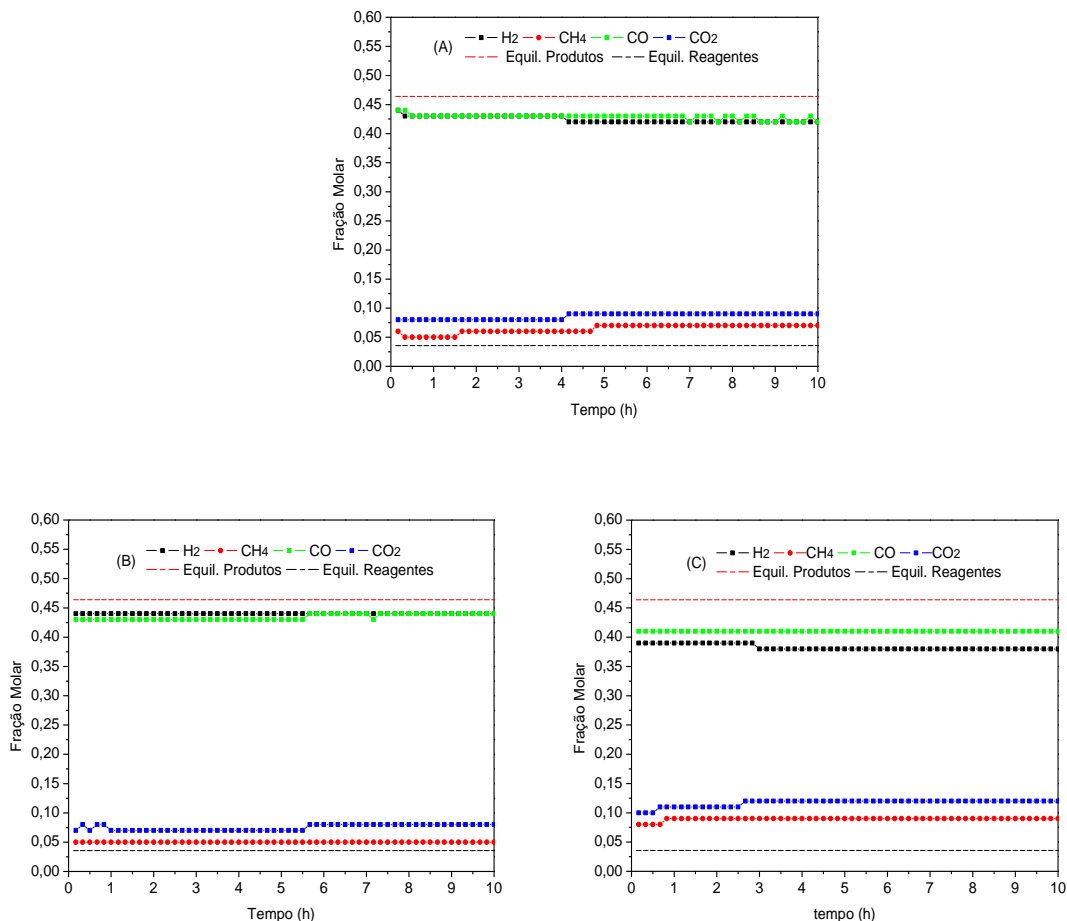 0,60
0,55
0,50
0,45
0,40
0,35
0,30
0,25
0,20
0,15
0,10
0,05
0,00
Fração Molar
(A)
H2 CH4 CO CO2
Equil. Produtos Equil. Reagentes
0 1 2 3 4 5 6 7 8 9 10
Tempo (h)
0,60
0,55
0,50
0,45
0,40
0,35
0,30
0,25
0,20
0,15
0,10
0,05
0,00
Fração Molar
(B)
H2 CH4 CO CO2
Equil. Produtos Equil. Reagentes
0 1 2 3 4 5 6 7 8 9 10
Tempo (h)
0,60
0,55
0,50
0,45
0,40
0,35
0,30
0,25
0,20
0,15
0,10
0,05
0,00
Fração Molar
(C)
H2 CH4 CO CO2
Equil. Produtos Equil. Reagentes
0 1 2 3 4 5 6 7 8 9 10
tempo (h)